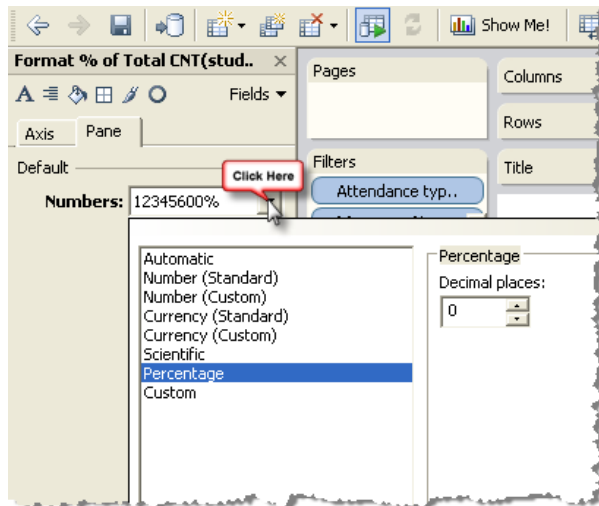 Show Me!
Format % of Total CNT(stud..
Fields
Axis Pane
Default
Numbers: 12345600%
Click Here
Pages
Columns
Rows
Filters
Title
Attendance typ..
Automatic
Number (Standard)
Number (Custom)
Currency (Standard)
Currency (Custom)
Scientific
Percentage
Custom
Percentage
Decimal places:
0